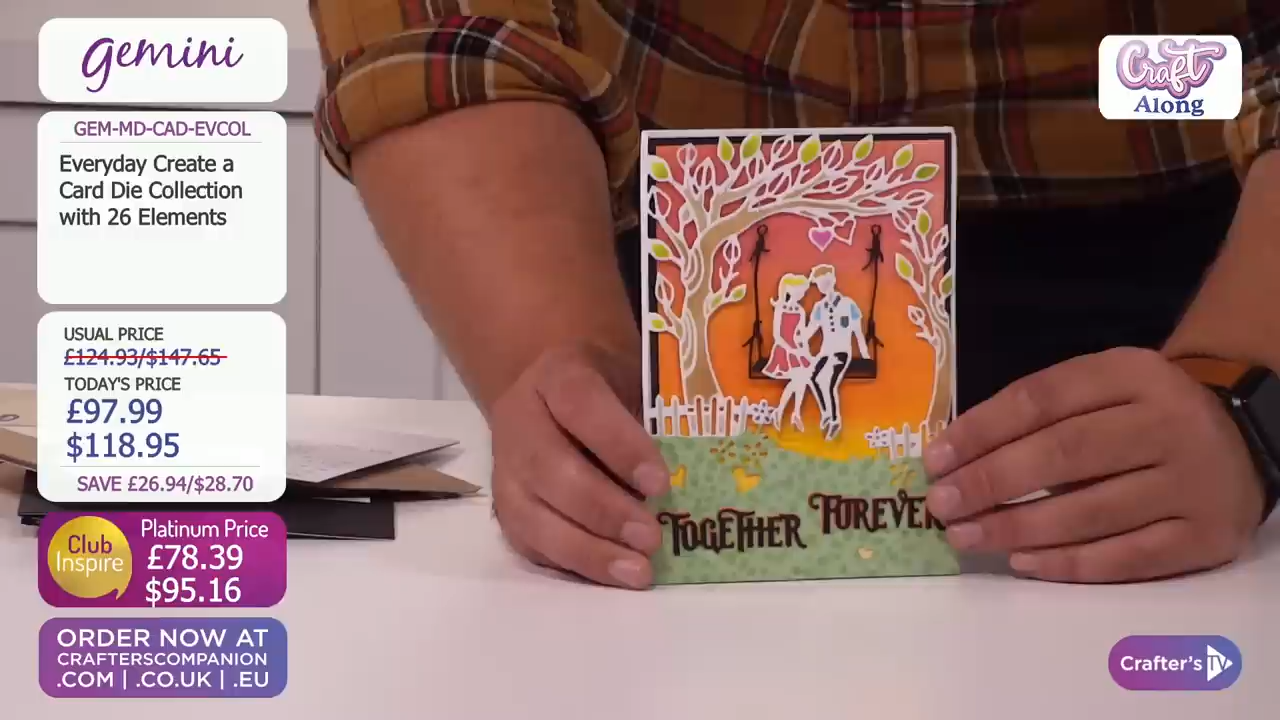 gemini
GEM-MD-CAD-EVCOL
Everyday Create a
Card Die Collection
with 26 Elements
USUAL PRICE
£124.93/$147.65
TODAY'S PRICE
£97.99
$118.95
SAVE £26.94/$28.70
Club
Inspire
Platinum Price
£78.39
$95.16
ORDER NOW AT
CRAFTERSCOMPANION
.COM | .CO.UK | .EU
Craft
Along
TOGETHER FOREVER
Crafter's TV